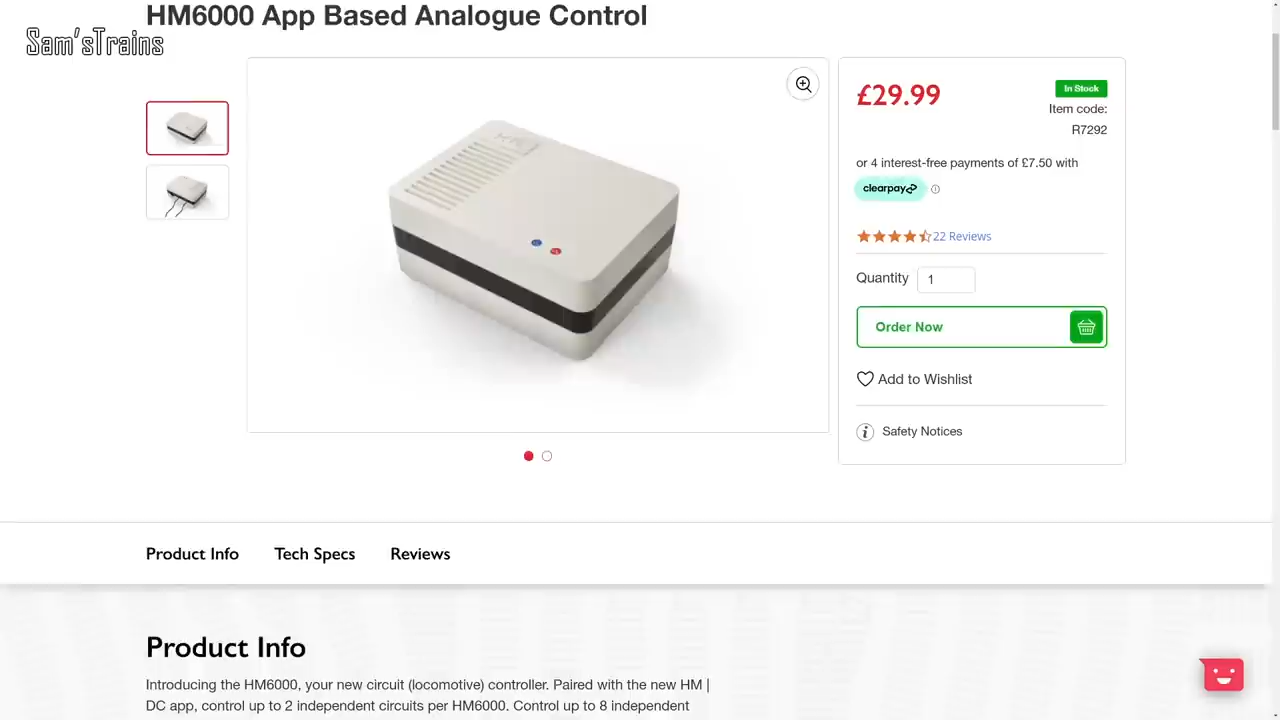 HM6000 App Based Analogue Control
Sam'sTrains
£29.99
In Stock
Item code:
R7292
or 4 interest-free payments of £7.50 with
clearpay
22 Reviews
Quantity
1
Order Now
Add to Wishlist
Safety Notices
Product Info
Tech Specs
Reviews
Product Info
Introducing the HM6000, your new circuit (locomotive) controller. Paired with the new HM |
DC app, control up to 2 independent circuits per HM6000. Control up to 8 independent